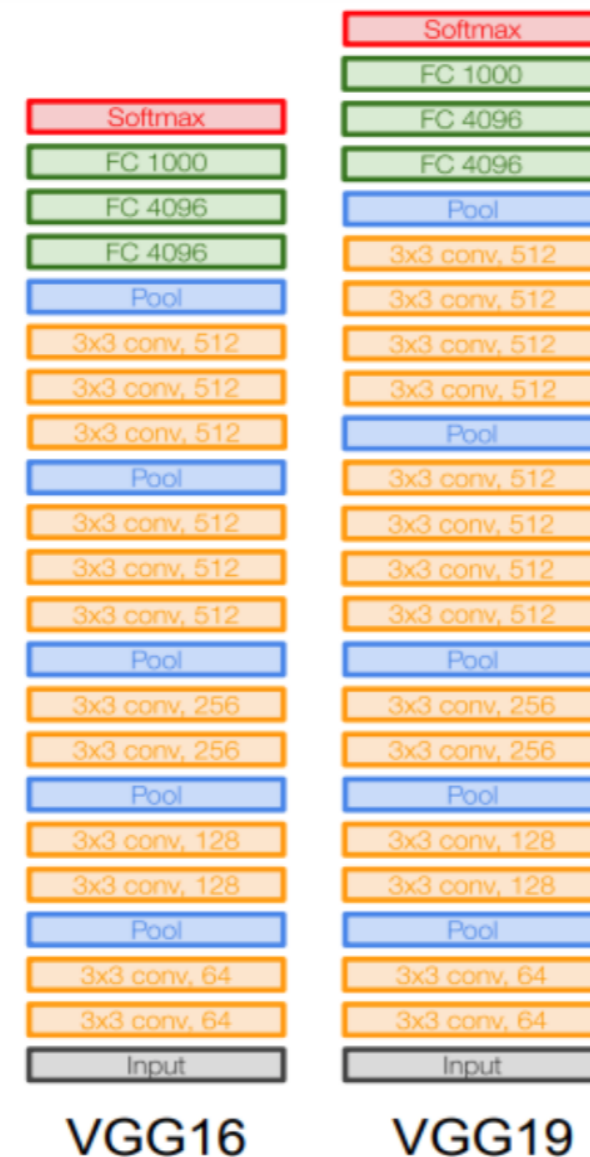 Softmax
FC 1000
FC 4096
FC 4096
Pool
3x3 conv, 512
3x3 conv, 512
3x3 conv, 512
Pool
3x3 conv, 512
3x3 conv, 512
3x3 conv, 512
Pool
3x3 conv, 256
3x3 conv, 256
Pool
3x3 conv, 128
3x3 conv, 128
Pool
3x3 conv, 64
3x3 conv, 64
Input
VGG16
Softmax
FC 1000
FC 4096
FC 4096
Pool
3x3 conv, 512
3x3 conv, 512
3x3 conv, 512
3x3 conv, 512
Pool
3x3 conv, 512
3x3 conv, 512
3x3 conv, 512
3x3 conv, 512
Pool
3x3 conv, 256
3x3 conv, 256
Pool
3x3 conv, 128
3x3 conv, 128
Pool
3x3 conv, 64
3x3 conv, 64
Input
VGG19